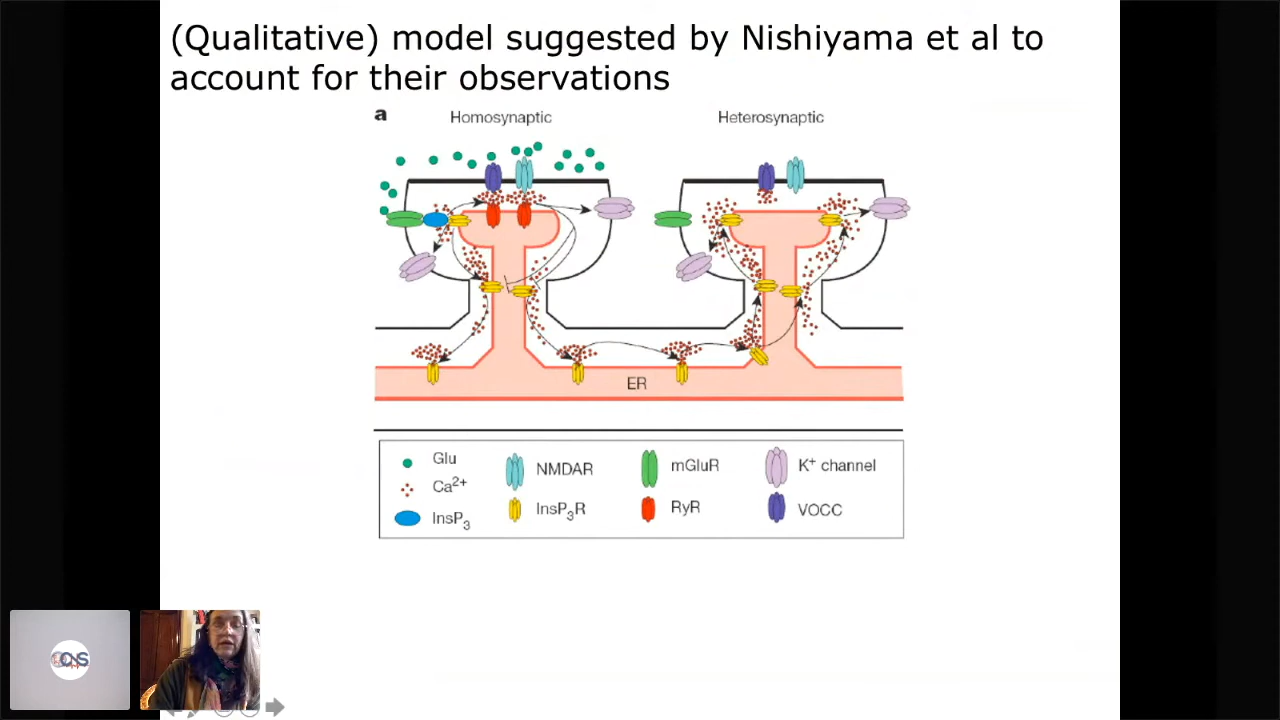 (Qualitative) model suggested by Nishiyama et al to
account for their observations
a
Homosynaptic
Heterosynaptic
ER
Glu
NMDAR
mGluR
K+ channel
Ca2+
InsP3R
RyR
VOCC
InsP3